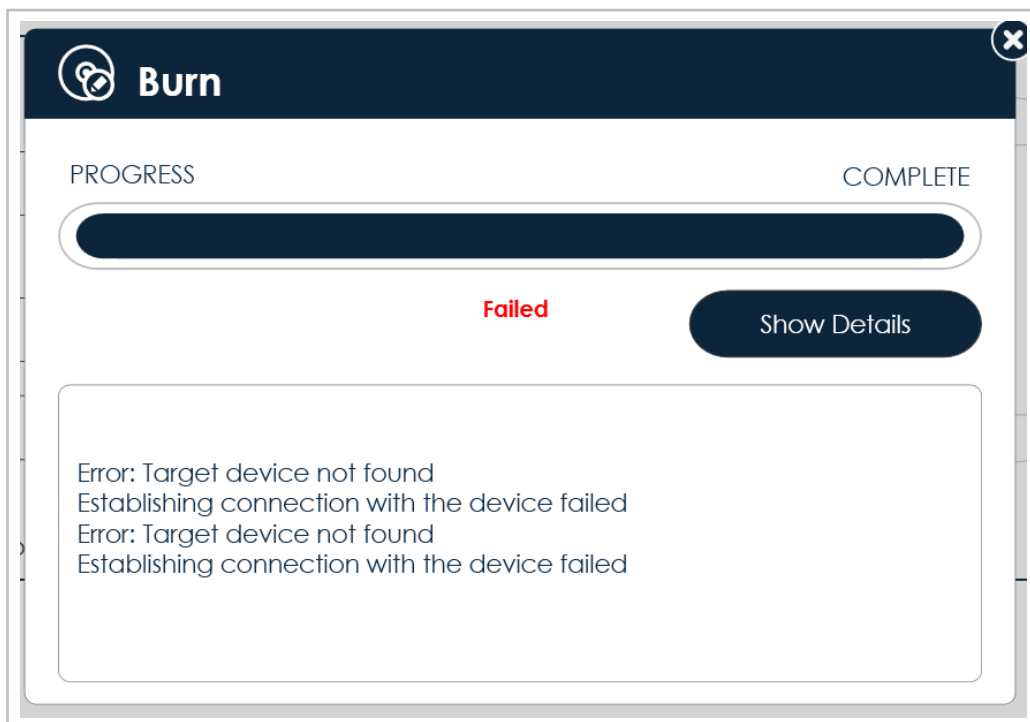 Burn
PROGRESS
COMPLETE
Failed
Show Details
Error: Target device not found
Establishing connection with the device failed
Error: Target device not found
Establishing connection with the device failed